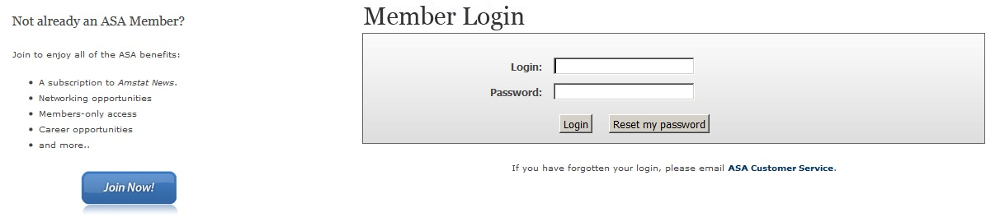 Not already an ASA Member?
Join to enjoy all of the ASA benefits:
• A subscription to Amstat News.
• Networking opportunities
• Members-only access
• Career opportunities
• and more..
Join Now!
Member Login
Login:
Password:
Login Reset my password
If you have forgotten your login, please email ASA Customer Service.